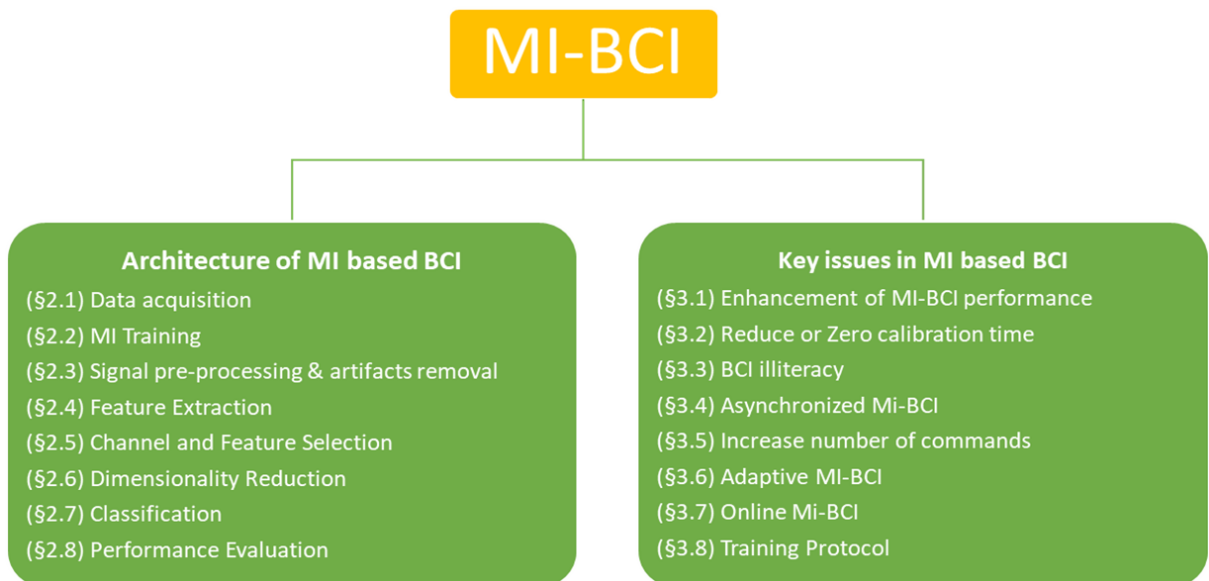 MI-BCI
Architecture of MI based BCI
(§2.1) Data acquisition
(§2.2) MI Training
(§2.3) Signal pre-processing & artifacts removal
(§2.4) Feature Extraction
(§2.5) Channel and Feature Selection
(§2.6) Dimensionality Reduction
(§2.7) Classification
(§2.8) Performance Evaluation
Key issues in MI based BCI
(§3.1) Enhancement of MI-BCI performance
(§3.2) Reduce or Zero calibration time
(§3.3) BCI illiteracy
(§3.4) Asynchronized Mi-BCI
(§3.5) Increase number of commands
(§3.6) Adaptive MI-BCI
(§3.7) Online Mi-BCI
(§3.8) Training Protocol